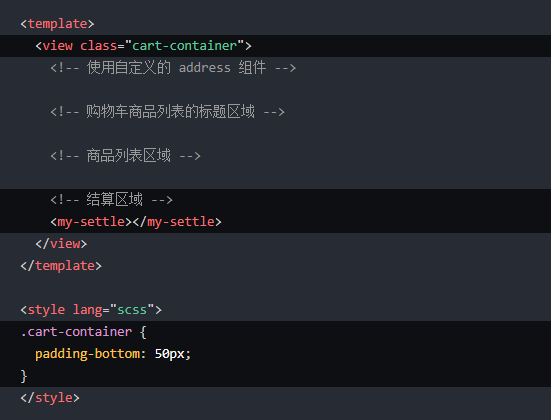 <template>
<view class="cart-container">
<!-- 使用自定义的 address 组件 -->
<!-- 购物车商品列表的标题区域 -->
<!-- 商品列表区域 -->
<!-- 结算区域 -->
<my-settle></my-settle>
</view>
</template>
<style lang="scss">
.cart-container {
padding-bottom: 50px;
}
</style>